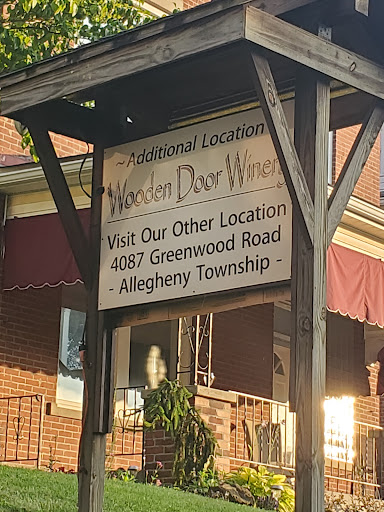 ~ Additional Location
Wooden Door Winery
Visit Our Other Location
4087 Greenwood Road
- Allegheny Township -